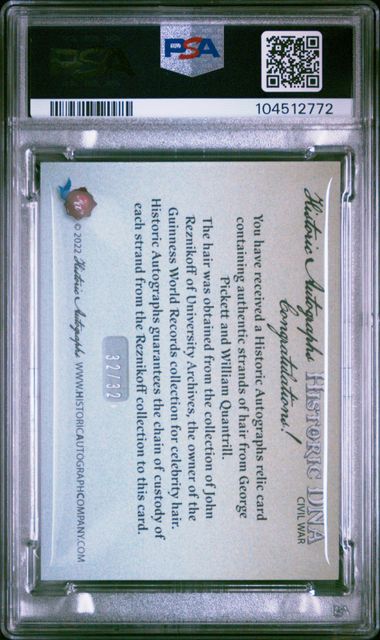 PSA
104512772
Historic Autographs HISTORIC DNA
CIVIL WAR
Congratulations!
You have received a Historic Autographs relic card
containing authentic strands of hair from George
Pickett and William Quantrill.
The hair was obtained from the collection of John
Reznikoff of University Archives, the owner of the
Guinness World Records collection for celebrity hair.
Historic Autographs guarantees the chain of custody of
each strand from the Reznikoff collection to this card.
32/32
© 2022 Historic Autographs WWW.HISTORICAUTOGRAPHCOMPANY.COM